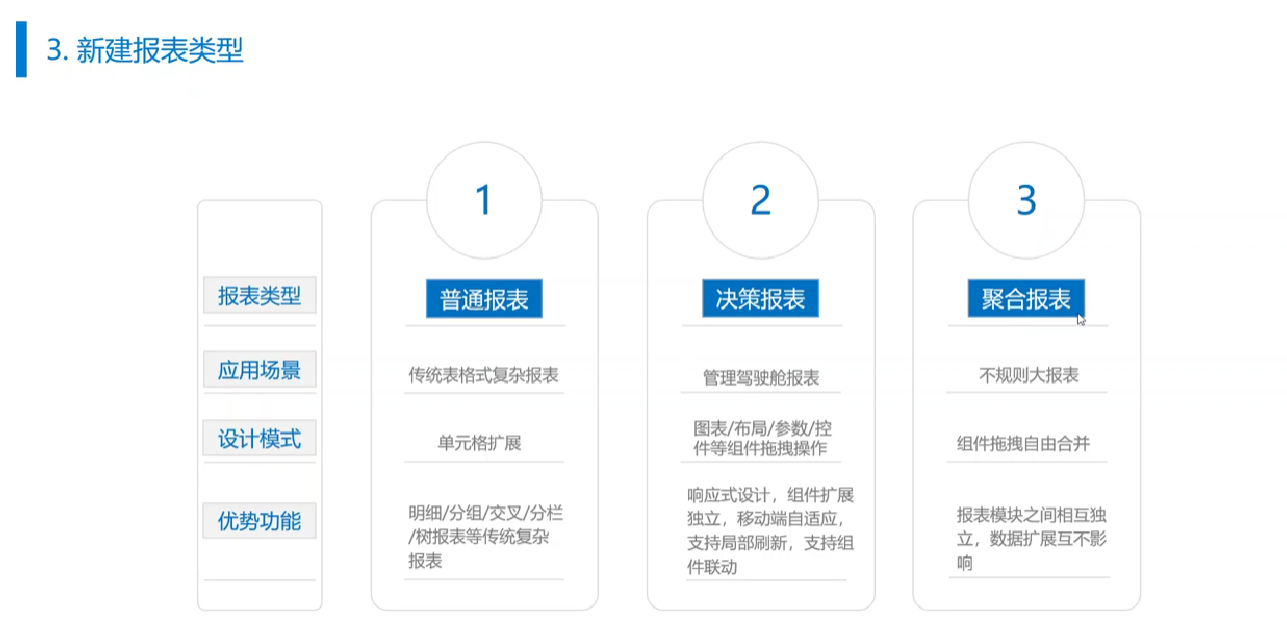 3. 新建报表类型
1
2
3
报表类型
普通报表
决策报表
聚合报表
应用场景
传统表格式复杂报表
管理驾驶舱报表
不规则大报表
设计模式
单元格扩展
图表/布局/参数/控
件等组件拖拽操作
组件拖拽自由合并
优势功能
明细/分组/交叉/分栏
/树报表等传统复杂
报表
响应式设计，组件扩展
独立，移动端自适应，
支持局部刷新，支持组
件联动
报表模块之间相互独
立，数据扩展互不影
响